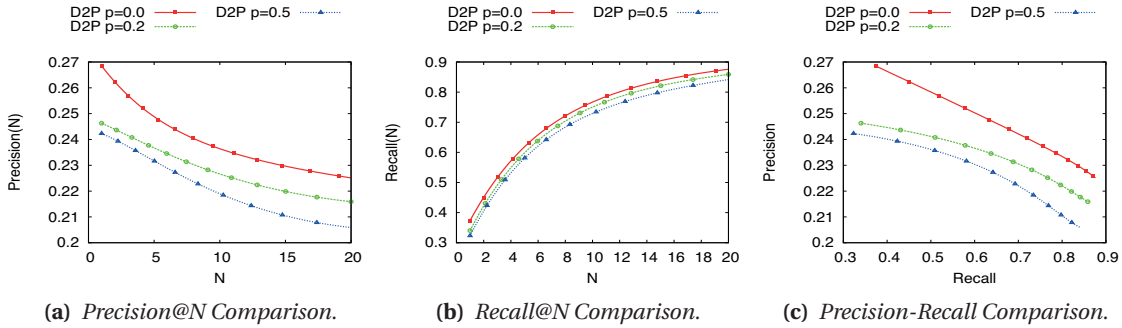 D2P p=0.0
D2P p=0.2
D2P p=0.5
0.27
0.26
0.25
0.24
0.23
0.22
0.21
0.2
Precision(N)
0 5 10 15 20
N
(a) Precision@N Comparison.
D2P p=0.0
D2P p=0.2
D2P p=0.5
0.9
0.8
0.7
0.6
0.5
0.4
0.3
Recall(N)
0 2 4 6 8 10 12 14 16 18 20
N
(b) Recall@N Comparison.
D2P p=0.0
D2P p=0.2
D2P p=0.5
0.27
0.26
0.25
0.24
0.23
0.22
0.21
0.2
Precision
0.3 0.4 0.5 0.6 0.7 0.8 0.9
Recall
(c) Precision-Recall Comparison.